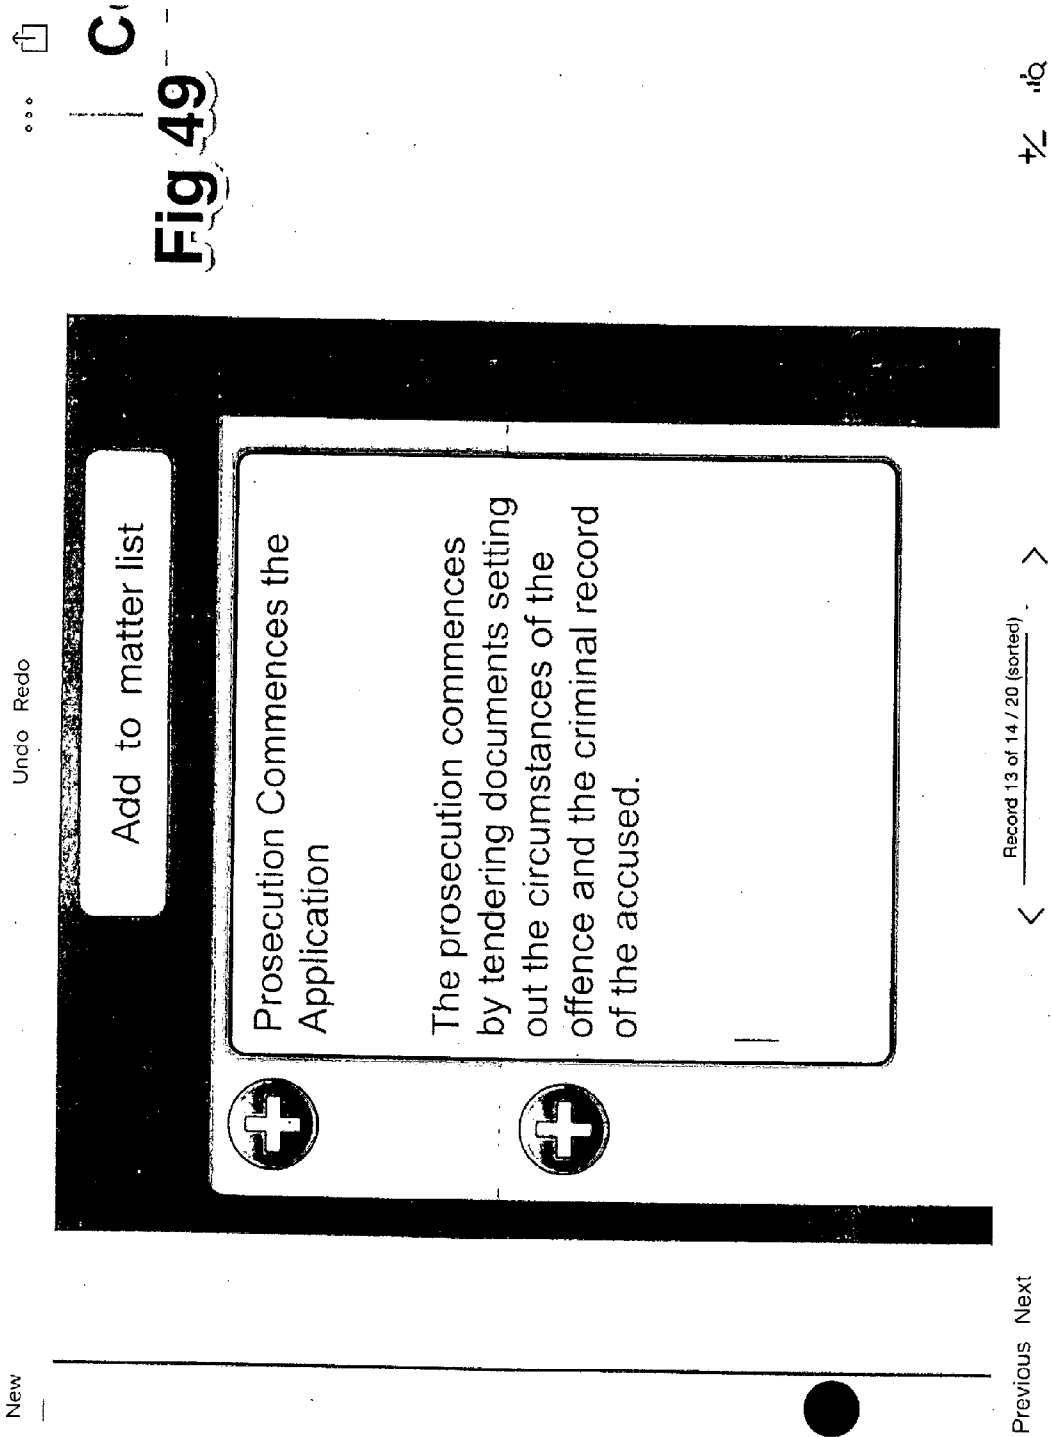 New
Undo Redo
Add to matter list
Fig 49
Prosecution Commences the
Application
The prosecution commences
by tendering documents setting
out the circumstances of the
offence and the criminal record
of the accused.
Previous Next
Record 13 of 14 / 20 (sorted)
+/-